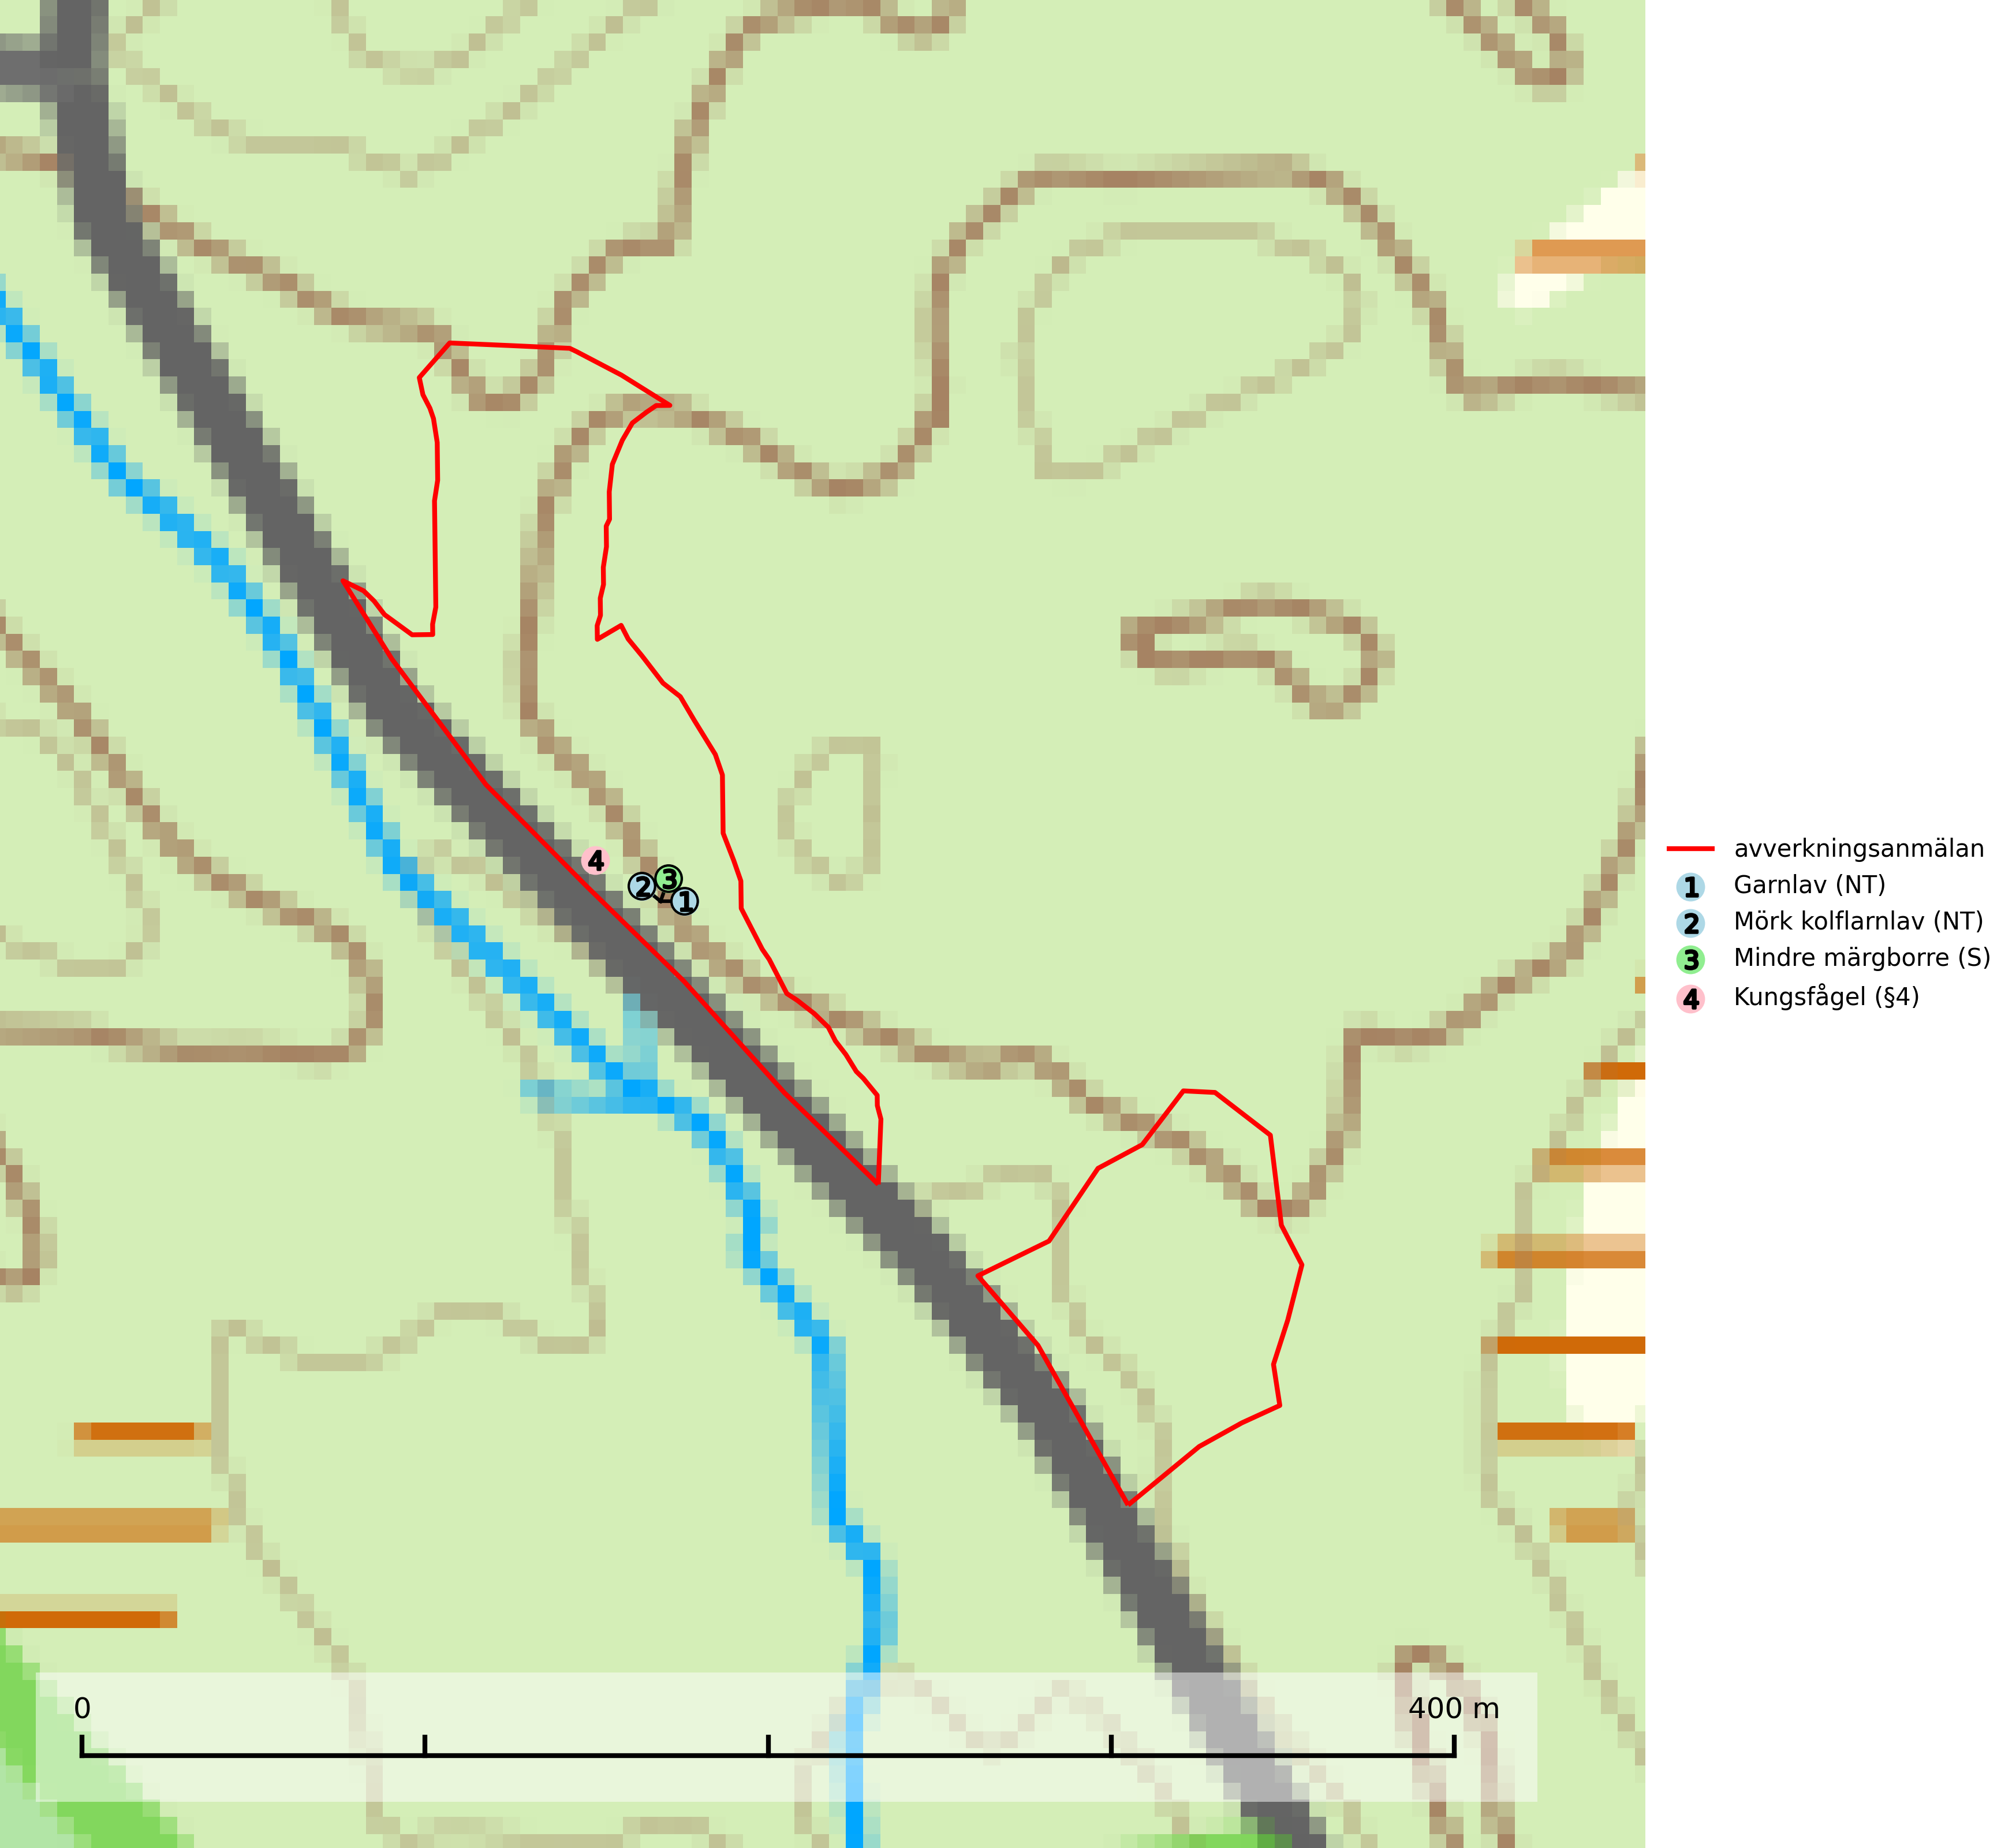 4
3
2
1
avverkningsanmälan
1 Garnlav (NT)
2 Mörk kolflarnlav (NT)
3 Mindre märgborre (S)
4 Kungsfågel (§4)
0
400 m